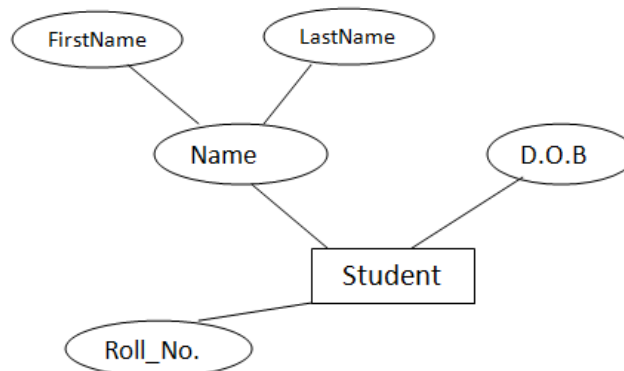 FirstName
LastName
Name
D.O.B
Student
Roll_No.